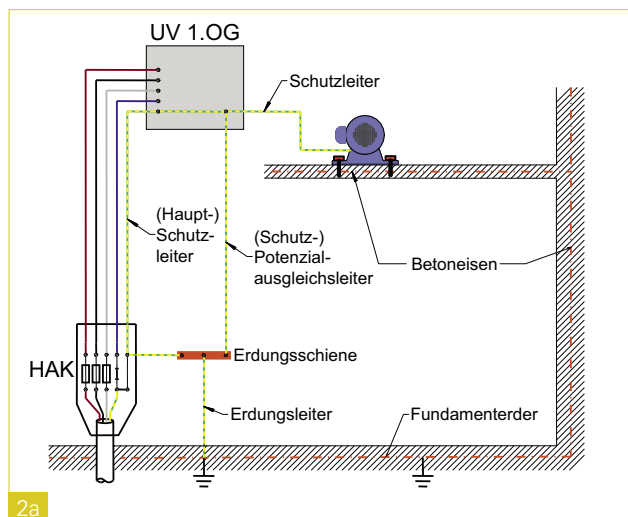 UV 1.OG
Schutzleiter
(Haupt-)
Schutz-
leiter
(Schutz-)
Potenzial-
ausgleichsleiter
Betoneisen
HAK
Erdungsschiene
Erdungsleiter
Fundamenterder
2a